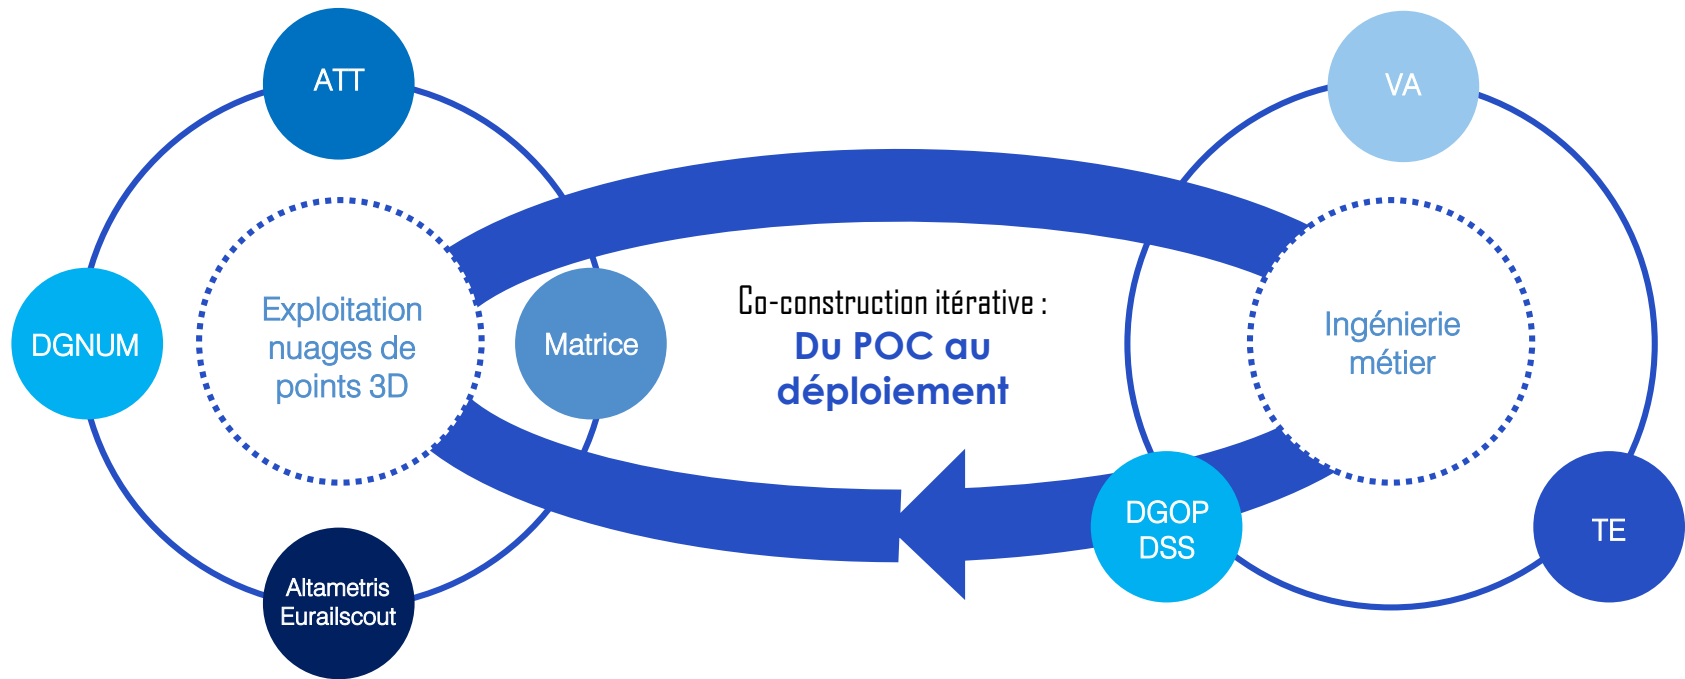 ATT
DGNUM
Exploitation
nuages de
points 3D
Matrice
Altametris
Eurailscout
Co-construction itérative :
Du POC au
déploiement
VA
Ingénierie
métier
DGOP
DSS
TE